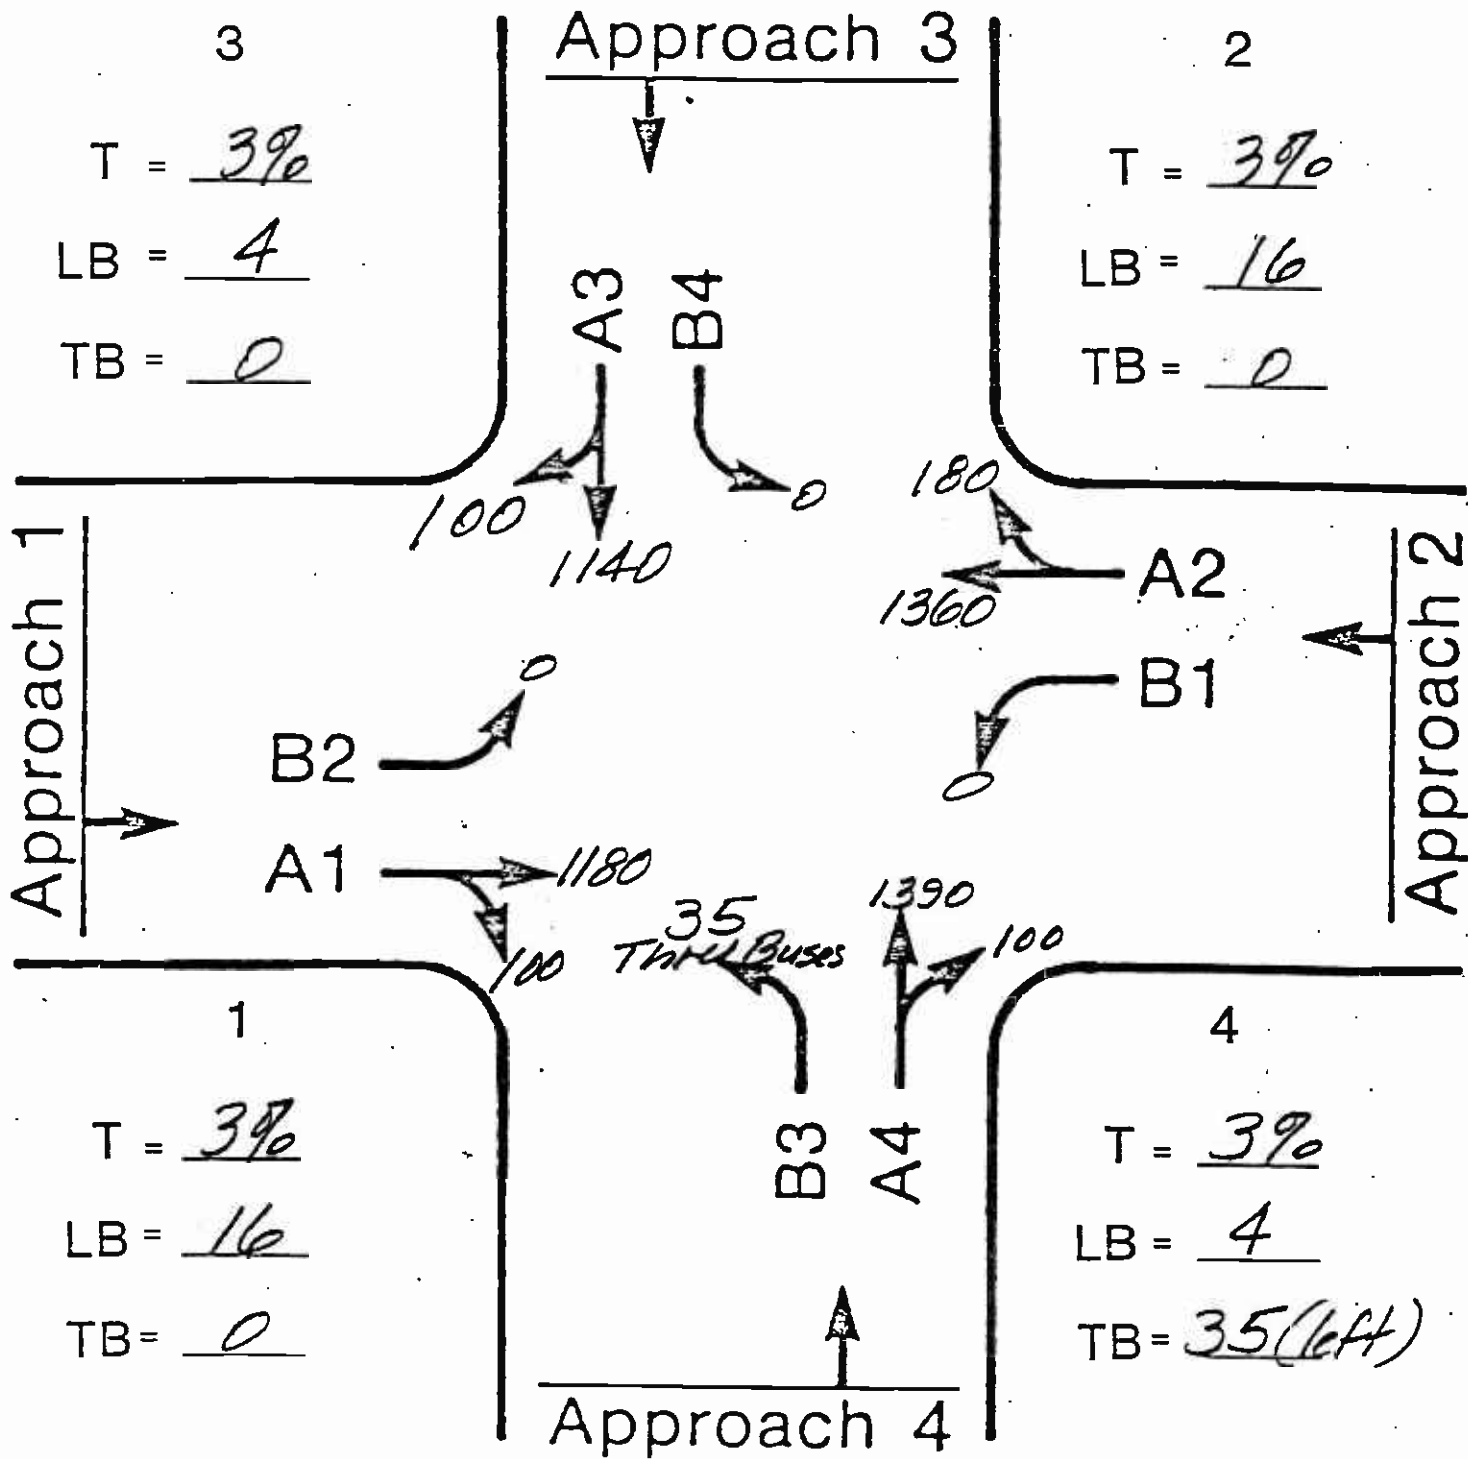 Approach 3
3
T = 3%
LB = 4
TB = 0
2
T = 3%
LB = 16
TB = 0
A3
B4
100
1140
0
180
1360
A2
B1
0
Approach 1
Approach 2
0
B2
A1
1180
100
35
Thru Buses
1390
100
B3
A4
1
T = 3%
LB = 16
TB = 0
4
T = 3%
LB = 4
TB = 35 (left)
Approach 4